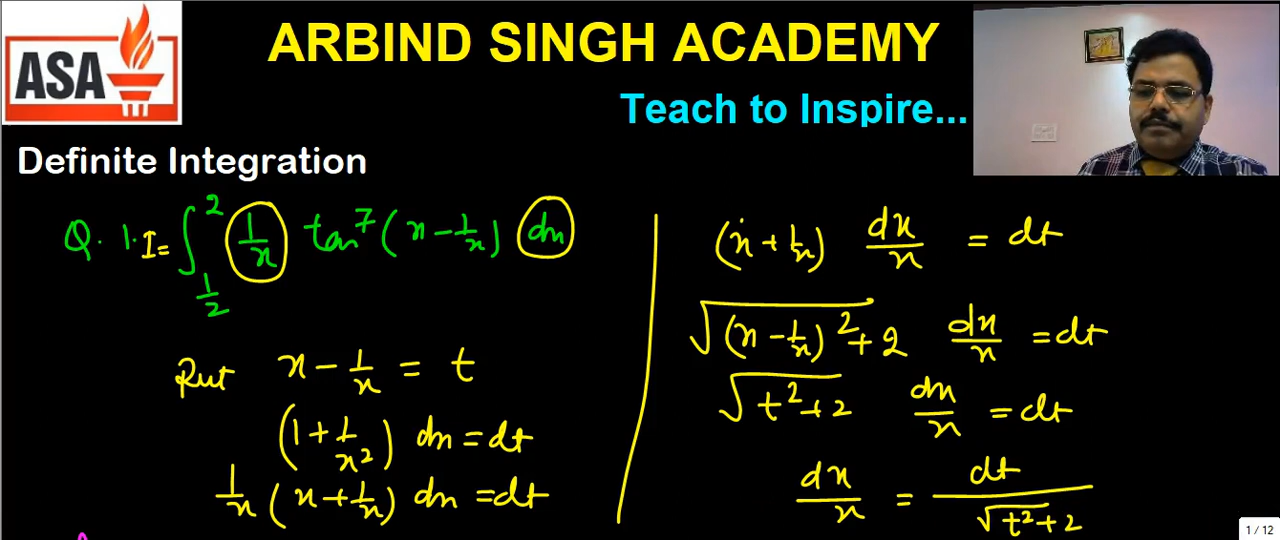 ASA
ARBIND SINGH ACADEMY
Teach to Inspire...
Definite Integration
Q. 1. I = ∫_{1/2}^{2} (1/x) tan⁷(x - 1/x) dx
Put x - 1/x = t
(1 + 1/x²) dx = dt
1/x (x + 1/x) dx = dt
(x + 1/x) dx/x = dt
√((x - 1/x)² + 2) dx/x = dt
√(t² + 2) dx/x = dt
dx/x = dt/√(t² + 2)
1 / 12